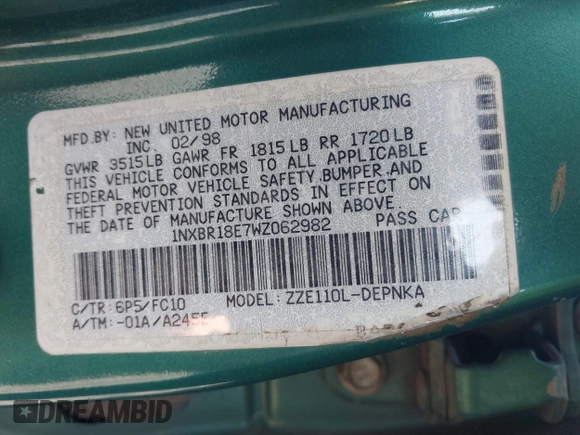 MFD.BY: NEW UNITED MOTOR MANUFACTURING
INC. 02/98
GVWR 3515LB GAWR FR 1815LB RR 1720LB
THIS VEHICLE CONFORMS TO ALL APPLICABLE
FEDERAL MOTOR VEHICLE SAFETY,BUMPER,AND
THEFT PREVENTION STANDARDS IN EFFECT ON
THE DATE OF MANUFACTURE SHOWN ABOVE.
1NXBR18E7WZ062982 PASS CAR
C/TR: 6P5/FC10 MODEL: ZZE110L-DEPNKA
A/TM: -01A/A245E
DREAMBID